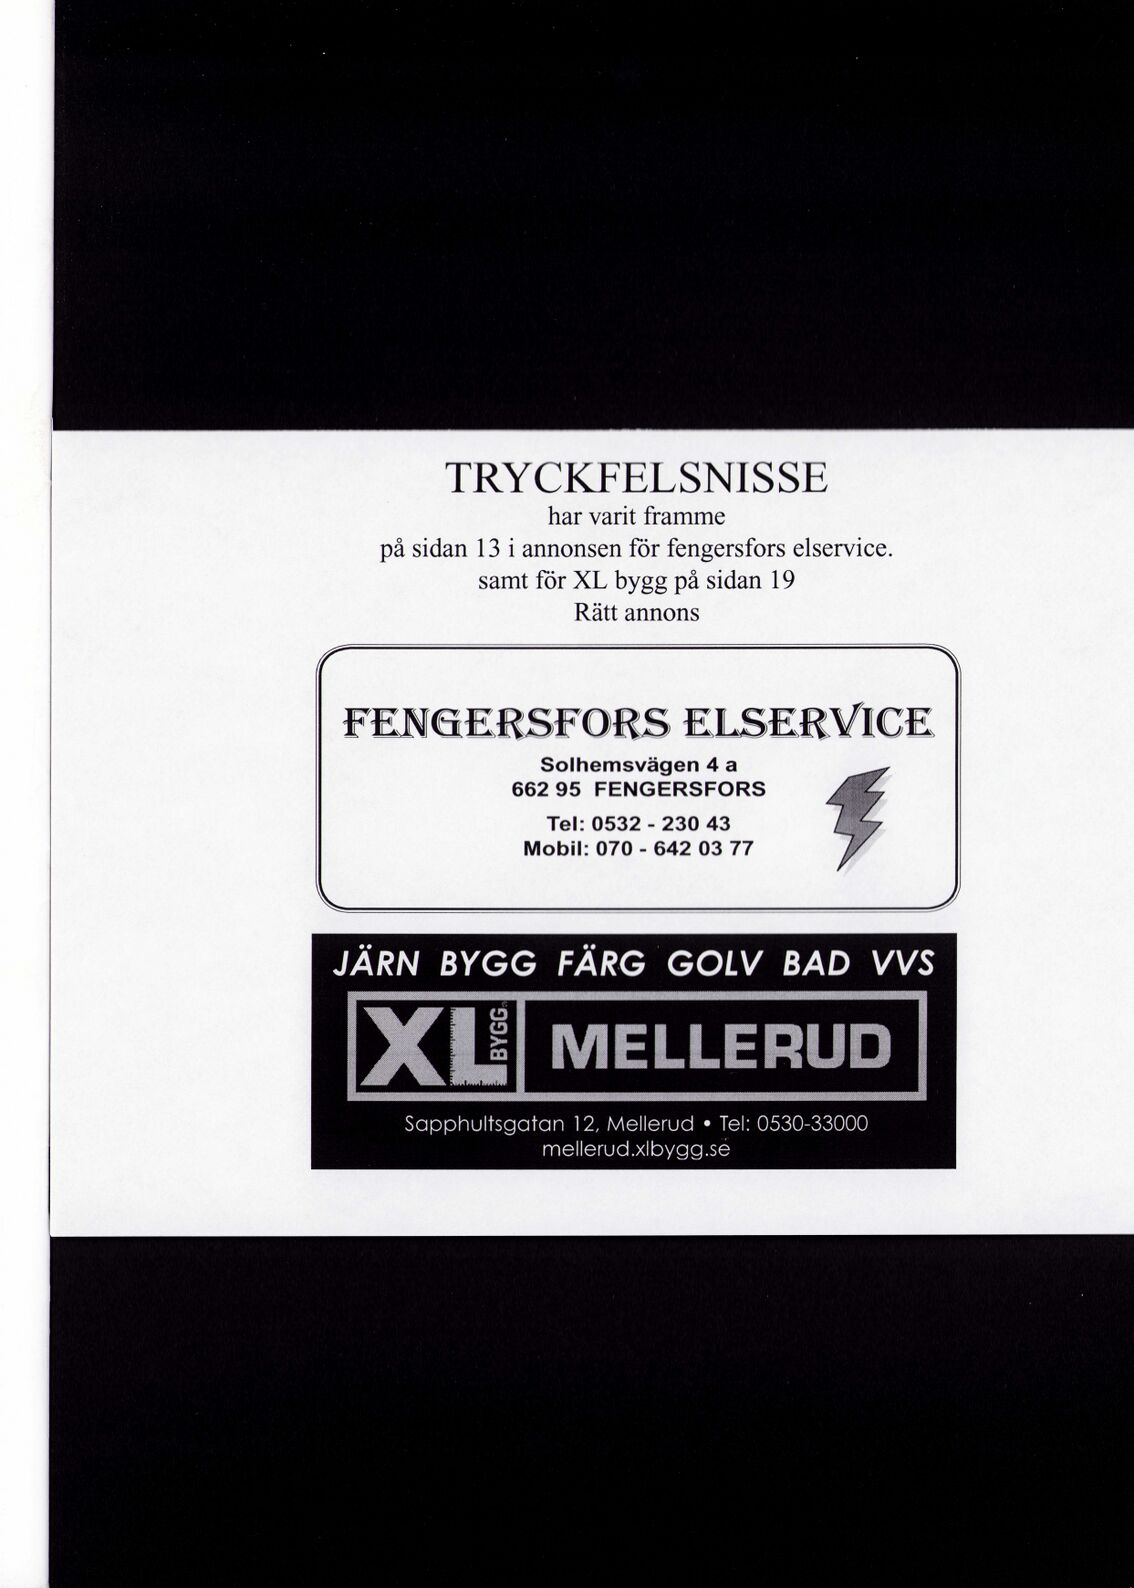 TRYCKFELSNISSE
har varit framme
på sidan 13 i annonsen för fengersfors elservice.
samt för XL bygg på sidan 19
Rätt annons
FENGERSFORS ELSERVICE
Solhemsvägen 4 a
662 95 FENGERSFORS
Tel: 0532 - 230 43
Mobil: 070 - 642 03 77
JÄRN BYGG FÄRG GOLV BAD VVS
XL BYGG MELLERUD
Sapphultsgatan 12, Mellerud • Tel: 0530-33000
mellerud.xlbygg.se